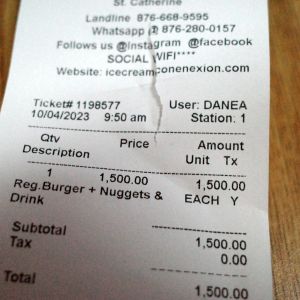 St. Catherine
Landline 876-668-9595
Whatsapp 876-280-0157
Follows us @Instagram @facebook
SOCIAL WIFI****
Website: icecreamconenexion.com
Ticket# 1198577 User: DANEA
10/04/2023 9:50 am Station: 1
Qty Price Amount
Description Unit Tx
1 1,500.00 1,500.00
Reg.Burger + Nuggets & EACH Y
Drink
Subtotal 1,500.00
Tax 0.00
Total 1,500.00